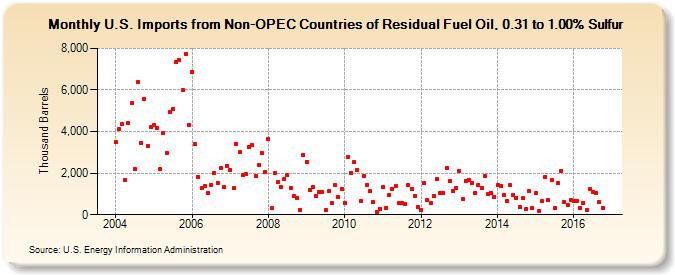 Monthly U.S. Imports from Non-OPEC Countries of Residual Fuel Oil, 0.31 to 1.00% Sulfur
Thousand Barrels
8,000
6,000
4,000
2,000
0
2004 2006 2008 2010 2012 2014 2016
Source: U.S. Energy Information Administration